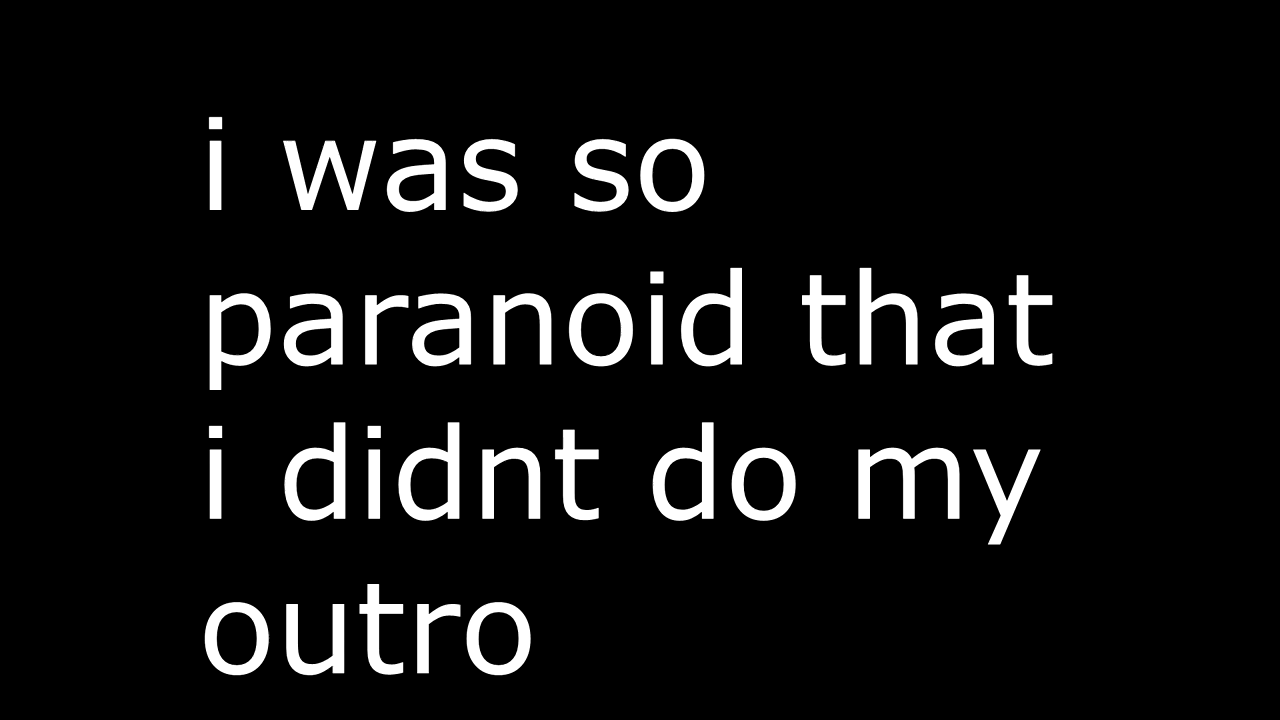 i was so
paranoid that
i didnt do my
outro